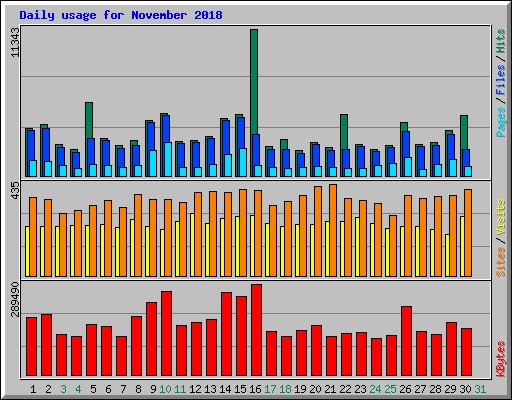 Daily usage for November 2018
11343
Pages / Files / Hits
435
Sites / Visits
289490
KBytes
1 2 3 4 5 6 7 8 9 10 11 12 13 14 15 16 17 18 19 20 21 22 23 24 25 26 27 28 29 30 31